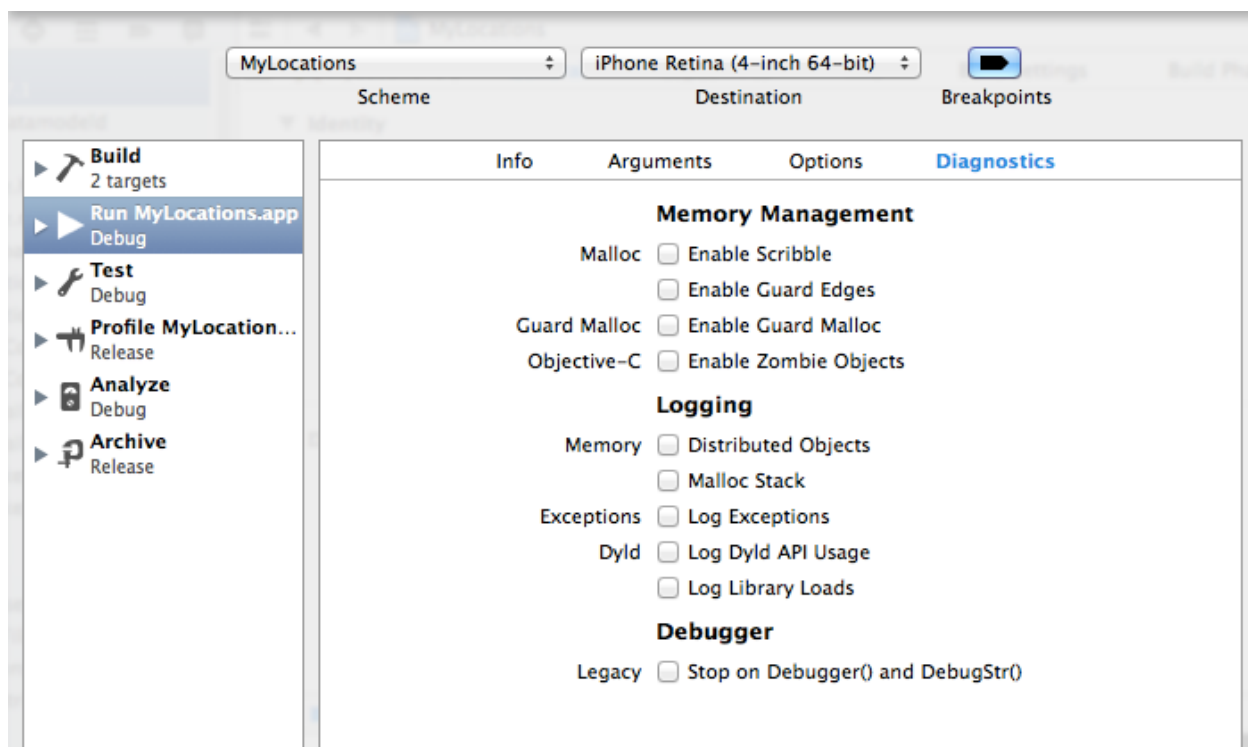 MyLocations
MyLocations
iPhone Retina (4-inch 64-bit)
Scheme
Destination
Breakpoints
Identity
Build
2 targets
Run MyLocations.app
Debug
Test
Debug
Profile MyLocation...
Release
Analyze
Debug
Archive
Release
Info
Arguments
Options
Diagnostics
Memory Management
Malloc
Enable Scribble
Enable Guard Edges
Guard Malloc
Enable Guard Malloc
Objective-C
Enable Zombie Objects
Logging
Memory
Distributed Objects
Malloc Stack
Exceptions
Log Exceptions
Dyld
Log Dyld API Usage
Log Library Loads
Debugger
Legacy
Stop on Debugger() and DebugStr()